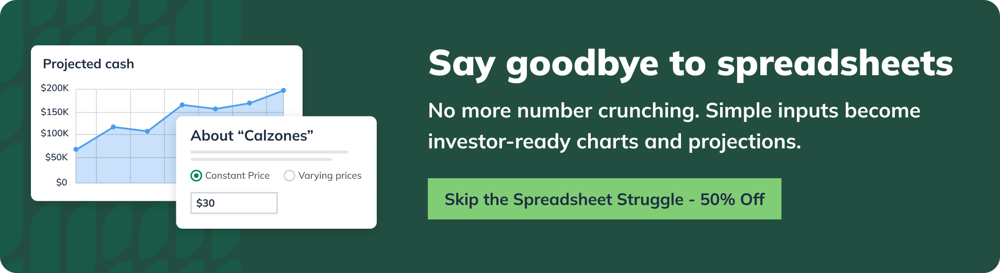 Projected cash
$200K
$150K
$100K
$50K
$0
About “Calzones”
Constant Price
Varying prices
$30
Say goodbye to spreadsheets
No more number crunching. Simple inputs become
investor-ready charts and projections.
Skip the Spreadsheet Struggle - 50% Off